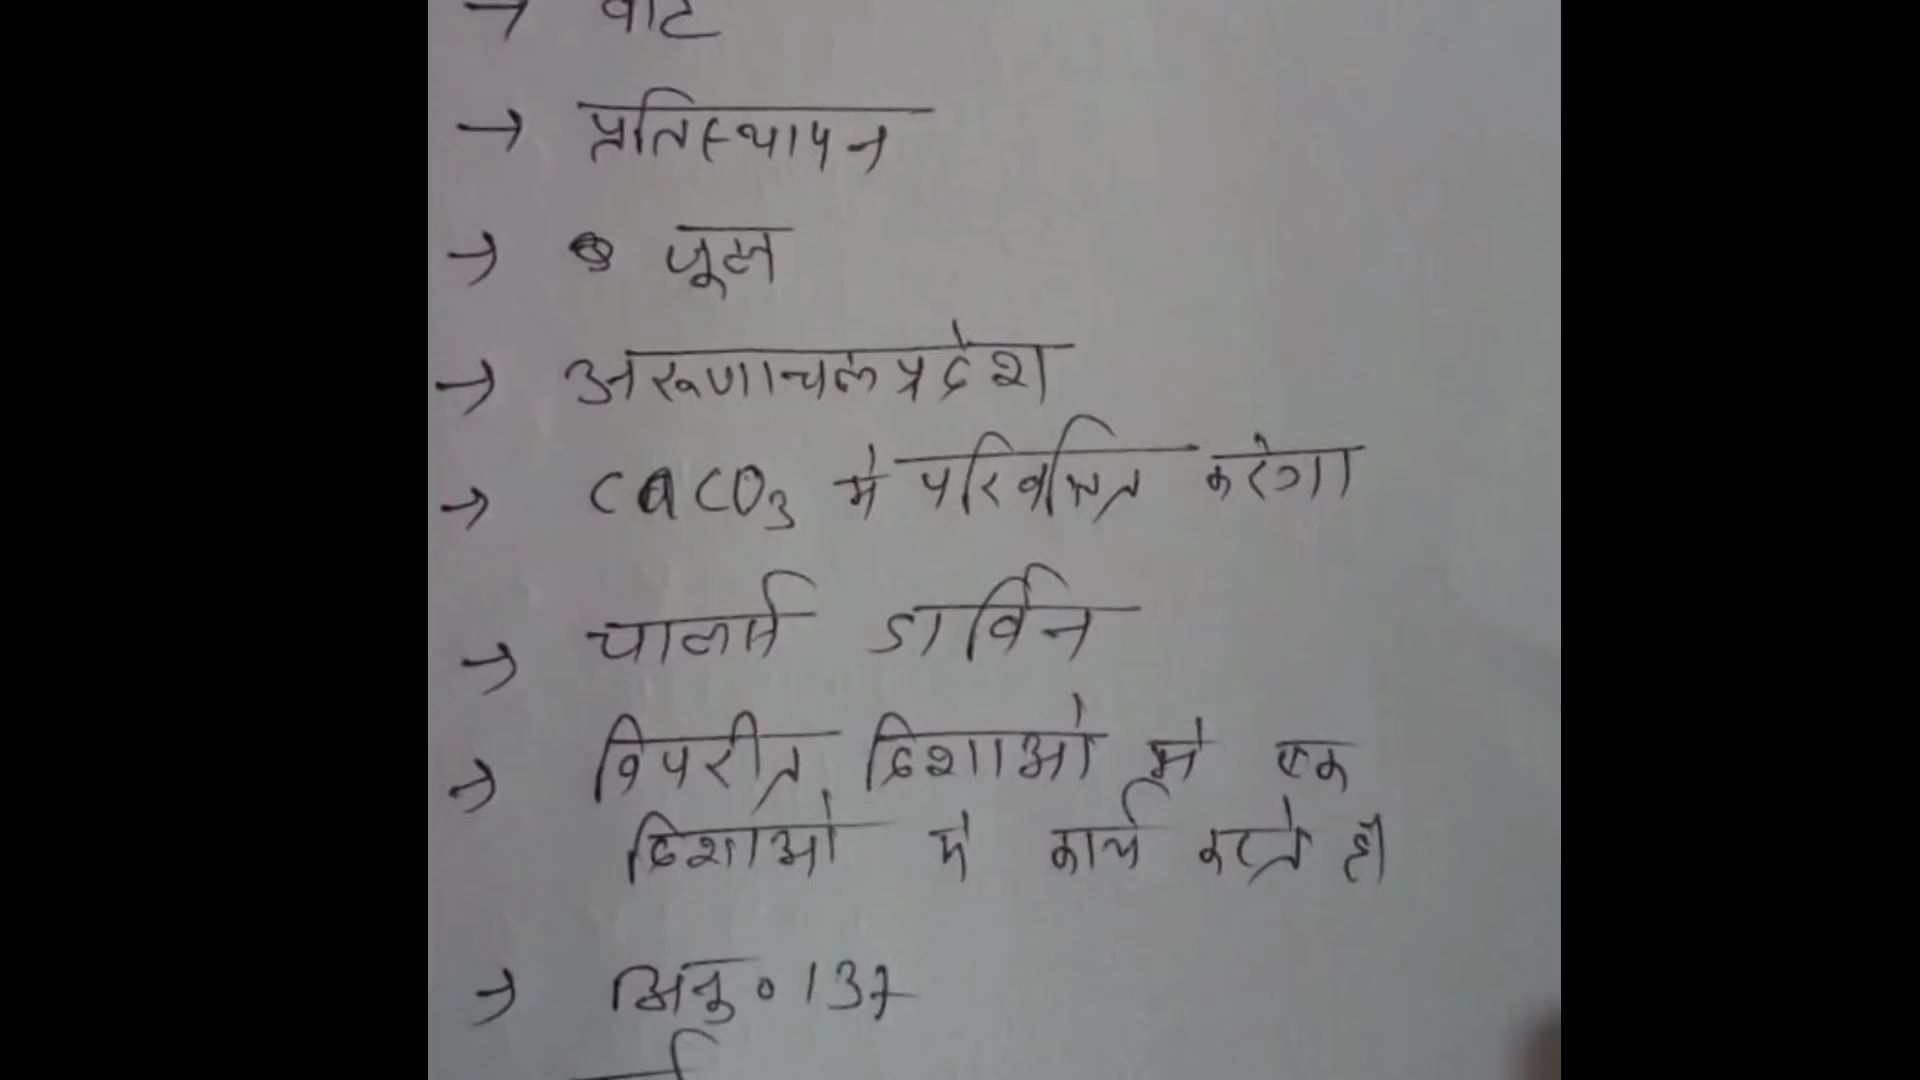 → वाट
→ प्रतिस्थापन
→ जूल
→ अरूणाचल प्रदेश
→ CaCO₃ में परिवर्तित करेगा
→ चार्ल्स डार्विन
→ विपरीत दिशाओं में एक
दिशाओं में कार्य करते हो
→ अनु० 137